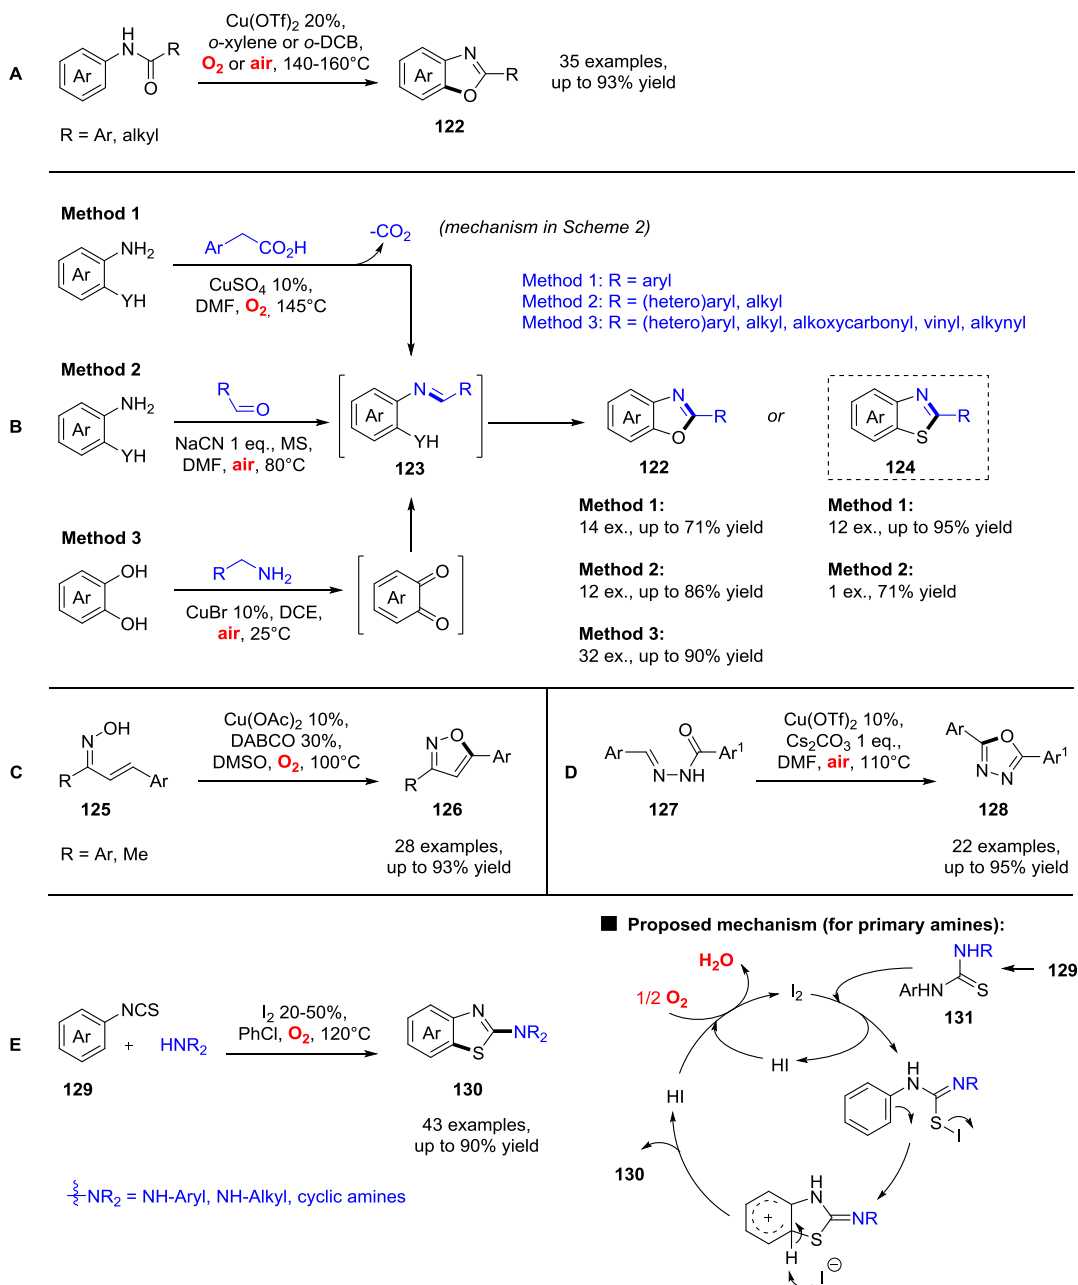 A
Ar
H
N
R
O
Cu(OTf)2 20%,
o-xylene or o-DCB,
O2 or air, 140-160°C
Ar
N
R
O
122
35 examples,
up to 93% yield
R = Ar, alkyl
B
Method 1
Ar
NH2
YH
Ar CO2H
CuSO4 10%,
DMF, O2, 145°C
-CO2
(mechanism in Scheme 2)
Method 1: R = aryl
Method 2: R = (hetero)aryl, alkyl
Method 3: R = (hetero)aryl, alkyl, alkoxycarbonyl, vinyl, alkynyl
Method 2
Ar
NH2
YH
R
O
NaCN 1 eq., MS,
DMF, air, 80°C
Ar
N R
YH
123
Ar
N
R
O
122
or
Ar
N
R
S
124
Method 1:
14 ex., up to 71% yield
Method 2:
12 ex., up to 86% yield
Method 3:
32 ex., up to 90% yield
Method 1:
12 ex., up to 95% yield
Method 2:
1 ex., 71% yield
Method 3
Ar
OH
OH
R NH2
CuBr 10%, DCE,
air, 25°C
Ar
O
O
C
OH
N
R Ar
125
R = Ar, Me
Cu(OAc)2 10%,
DABCO 30%,
DMSO, O2, 100°C
N O
Ar
R
126
28 examples,
up to 93% yield
D
Ar
O
Ar1
N NH
127
Cu(OTf)2 10%,
Cs2CO3 1 eq.,
DMF, air, 110°C
Ar O
Ar1
N N
128
22 examples,
up to 95% yield
E
Ar
NCS
129
+
HNR2
I2 20-50%,
PhCl, O2, 120°C
Ar
N
NR2
S
130
43 examples,
up to 90% yield
NR2 = NH-Aryl, NH-Alkyl, cyclic amines
■ Proposed mechanism (for primary amines):
H2O
1/2 O2
I2
HI
HI
NHR
ArHN S
131
129
H
N
NR
S
I
130
H
N
NR
S
+
H
I ⊖